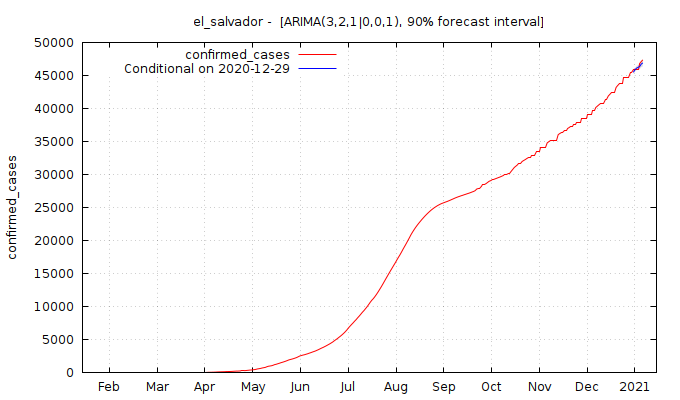 el_salvador - [ARIMA(3,2,1|0,0,1), 90% forecast interval]
confirmed_cases
Conditional on 2020-12-29
50000
45000
40000
35000
30000
25000
20000
15000
10000
5000
0
confirmed_cases
Feb Mar Apr May Jun Jul Aug Sep Oct Nov Dec 2021